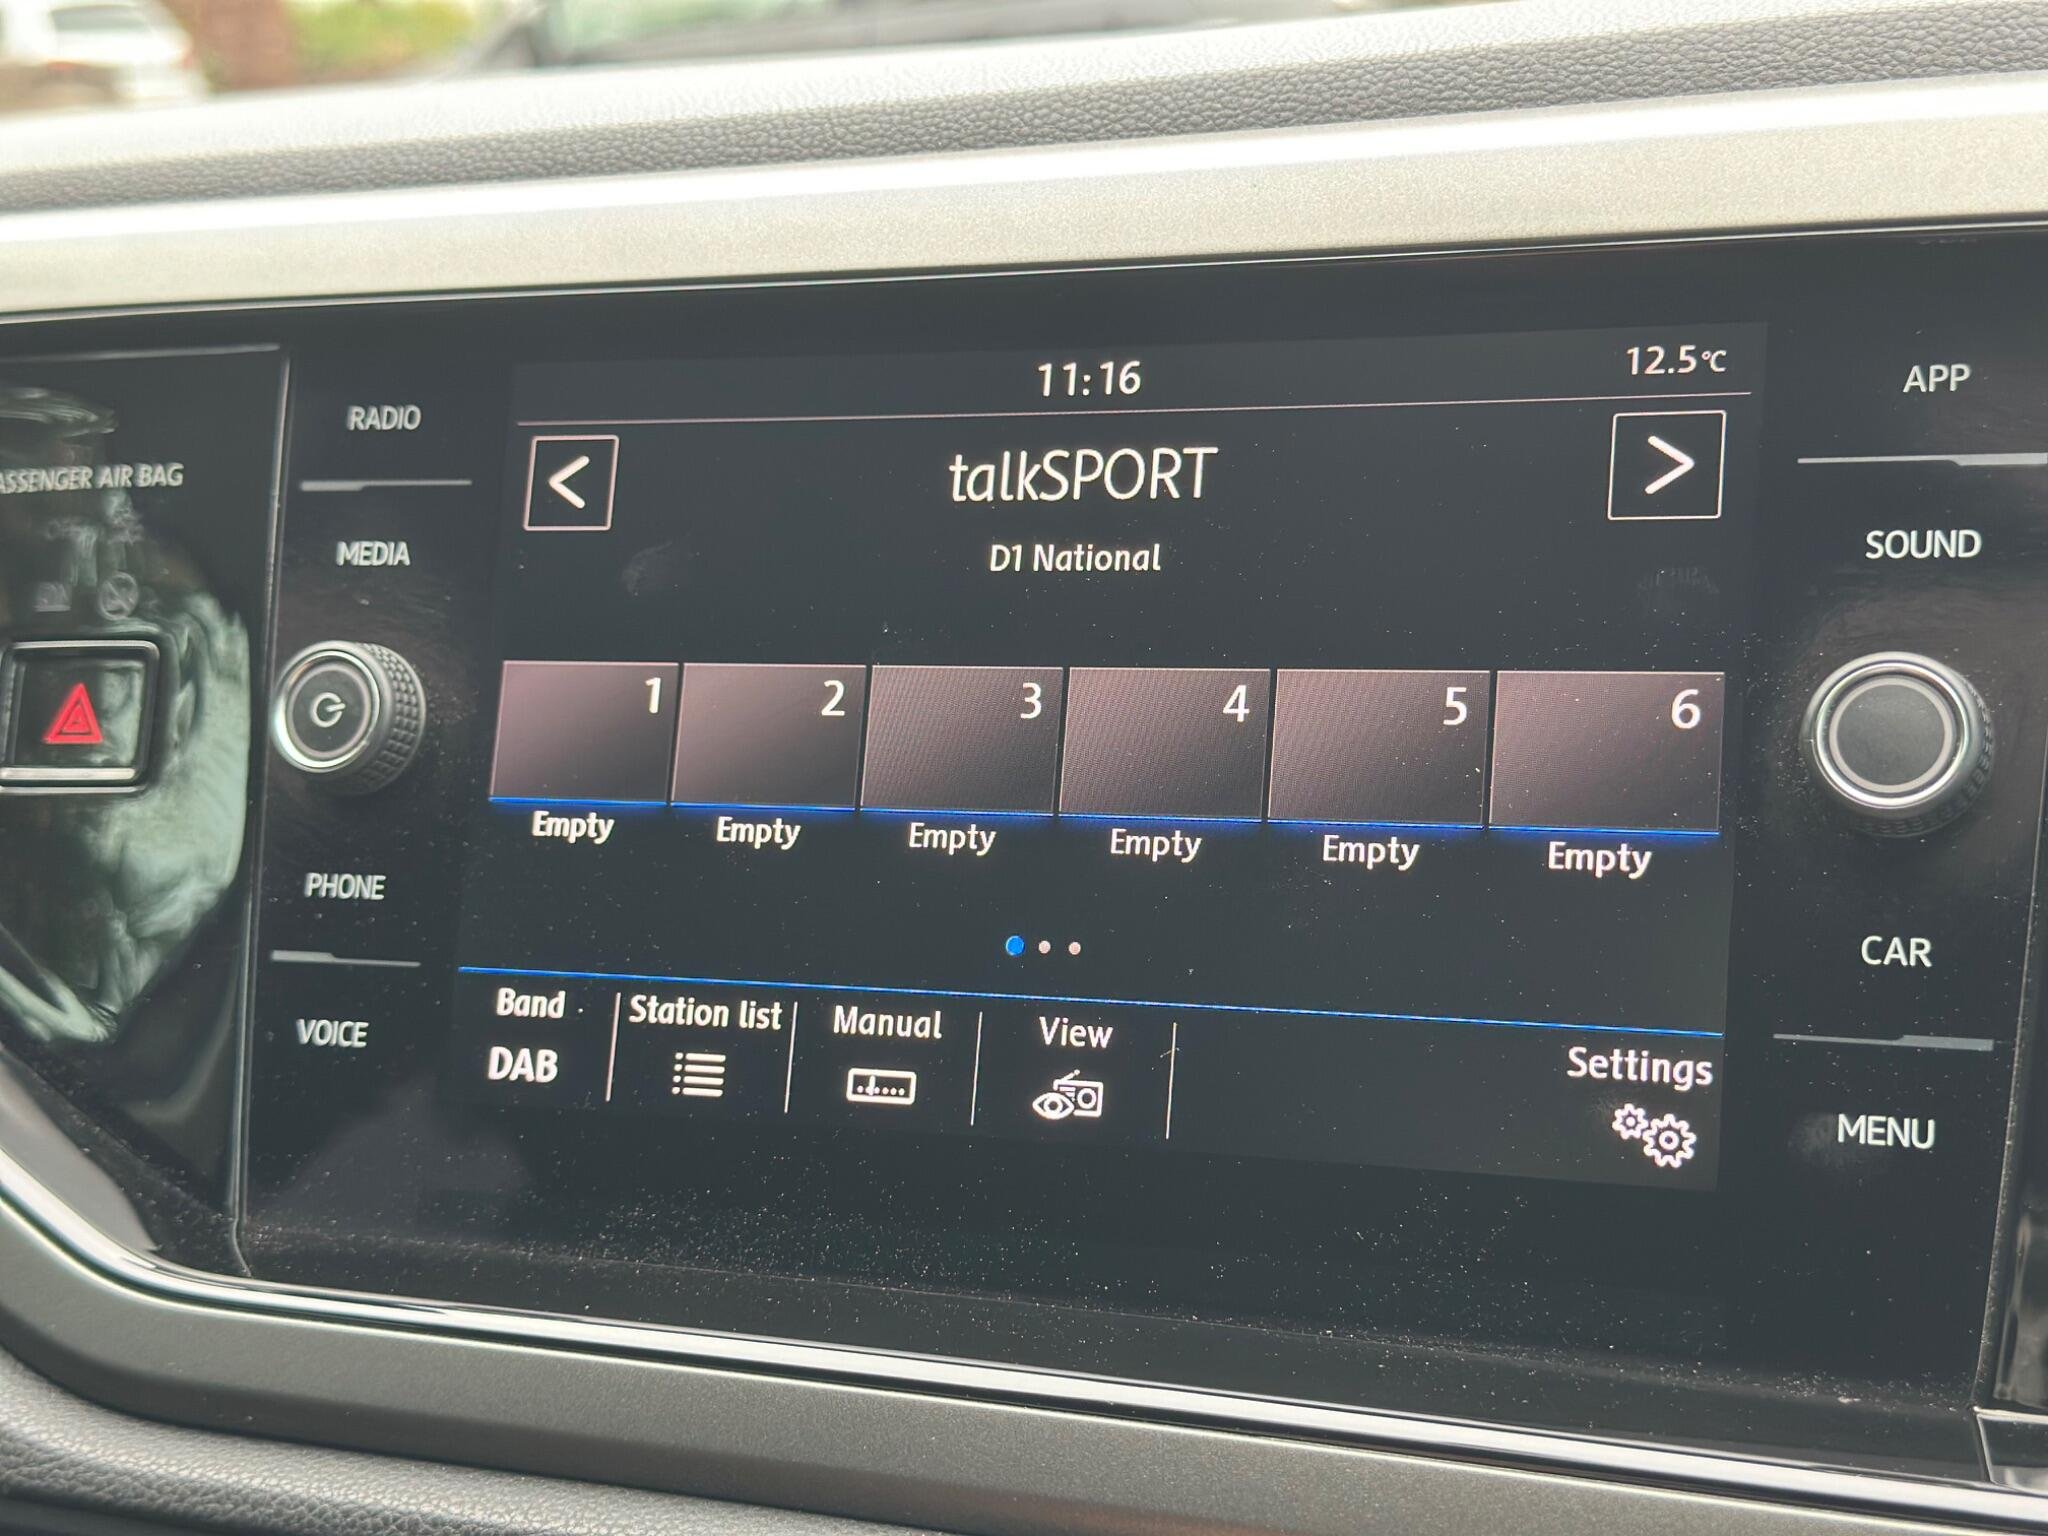 11:16
12.5°C
APP
RADIO
<
talkSPORT
>
PASSENGER AIR BAG
MEDIA
D1 National
SOUND
1
2
3
4
5
6
Empty
Empty
Empty
Empty
Empty
Empty
PHONE
CAR
Band
Station list
Manual
View
VOICE
DAB
Settings
MENU